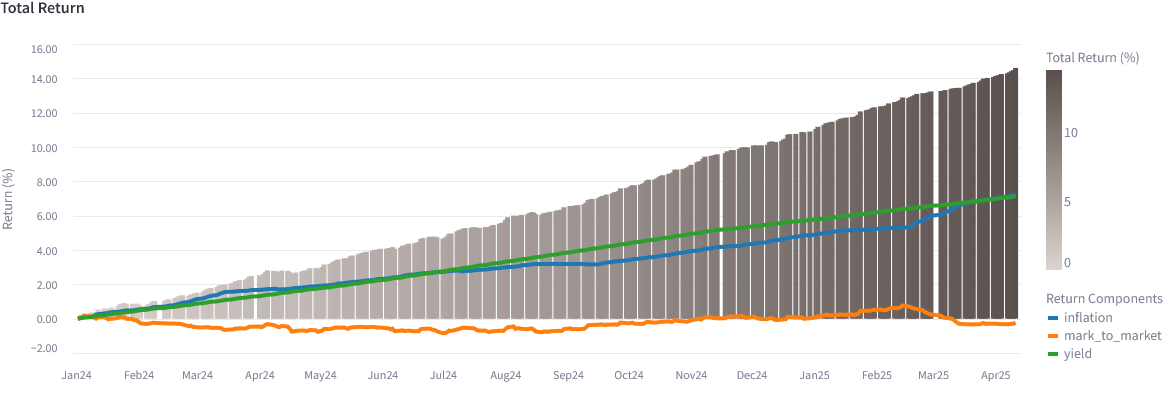 Total Return
16.00
14.00
12.00
10.00
8.00
6.00
4.00
2.00
0.00
−2.00
Return (%)
Jan24 Feb24 Mar24 Apr24 May24 Jun24 Jul24 Aug24 Sep24 Oct24 Nov24 Dec24 Jan25 Feb25 Mar25 Apr25
Total Return (%)
10
5
0
Return Components
inflation
mark_to_market
yield